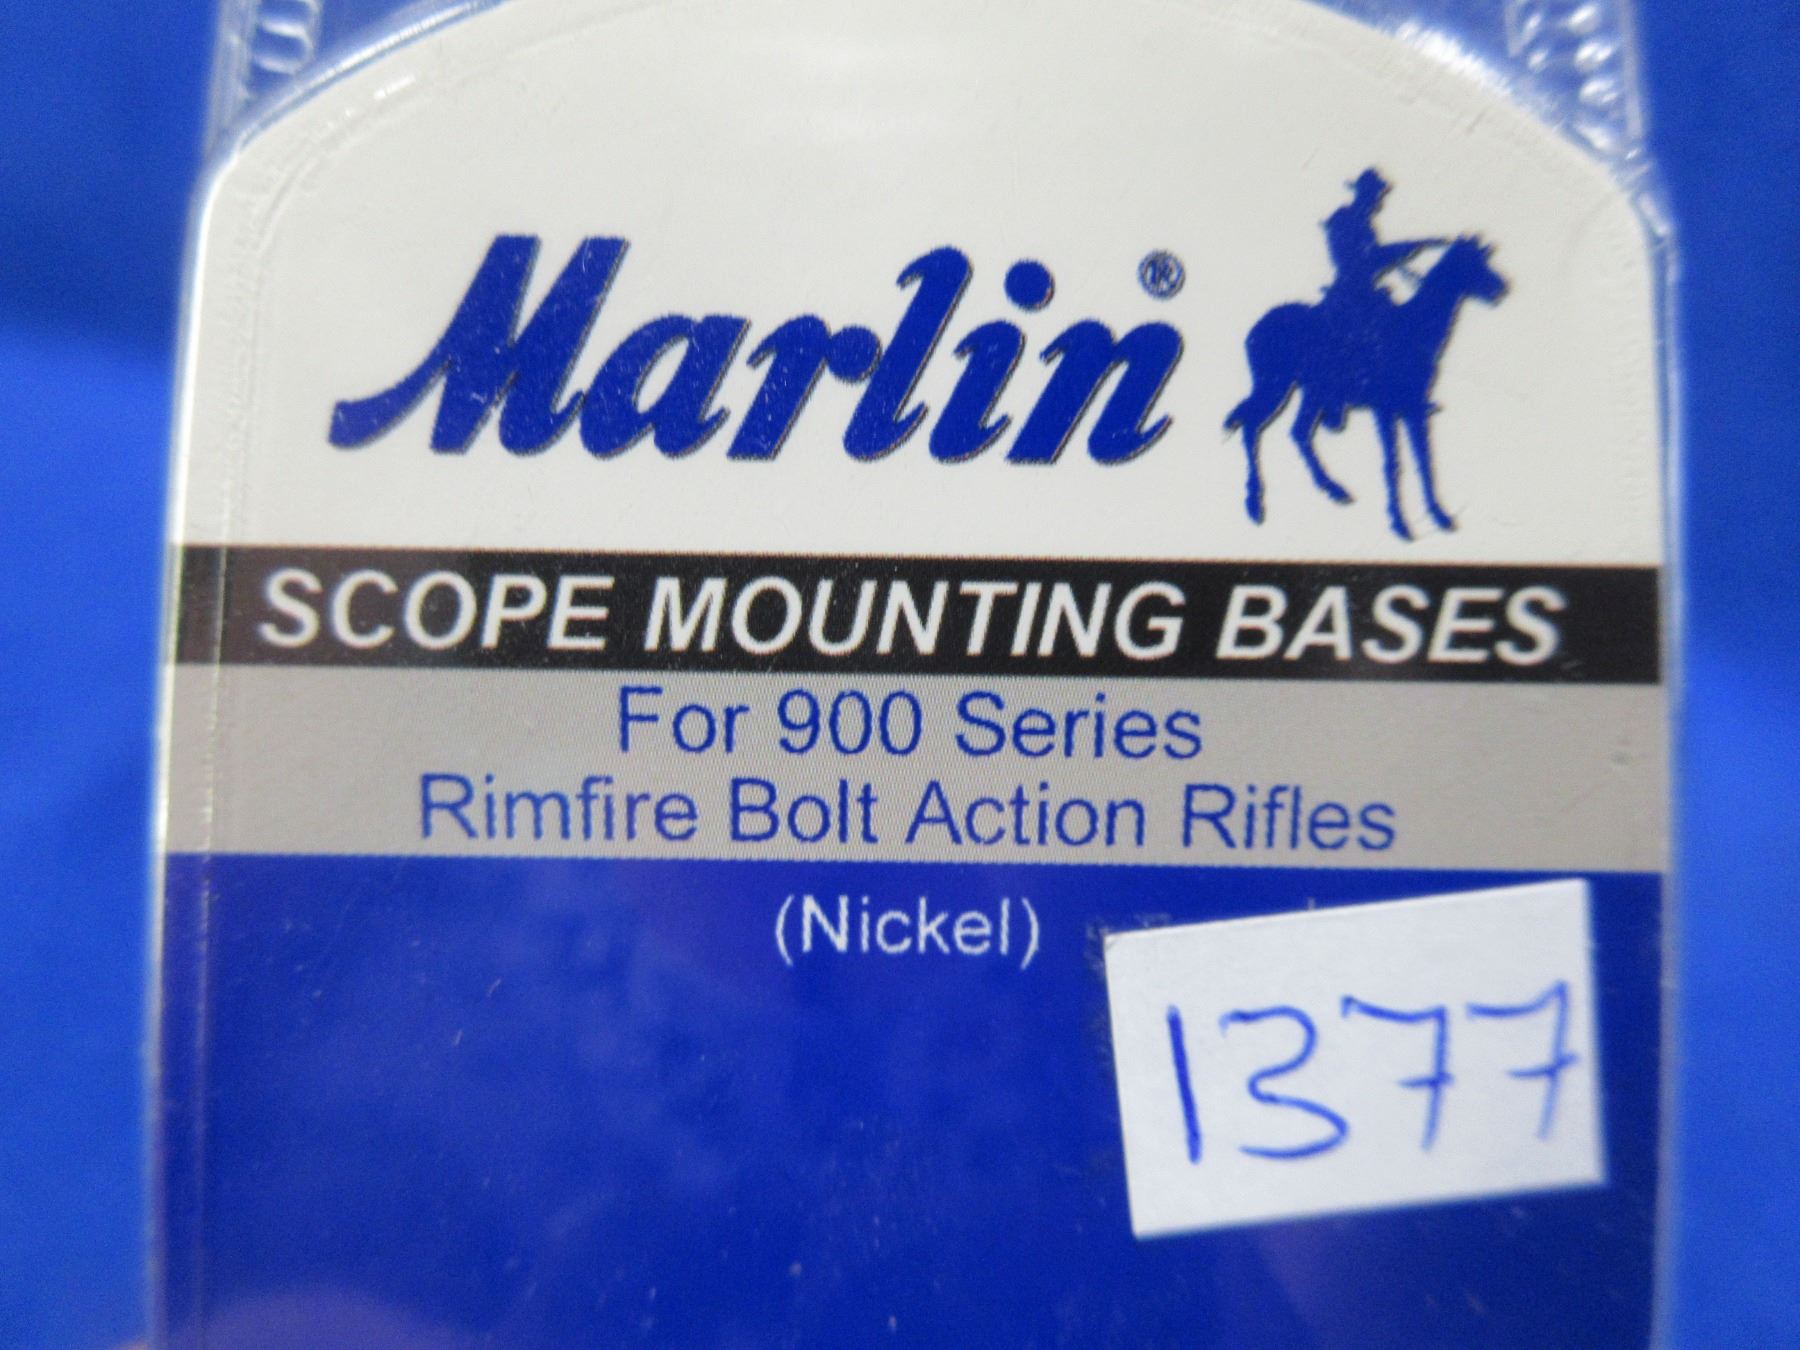 Marlin®
SCOPE MOUNTING BASES
For 900 Series
Rimfire Bolt Action Rifles
(Nickel)
1377